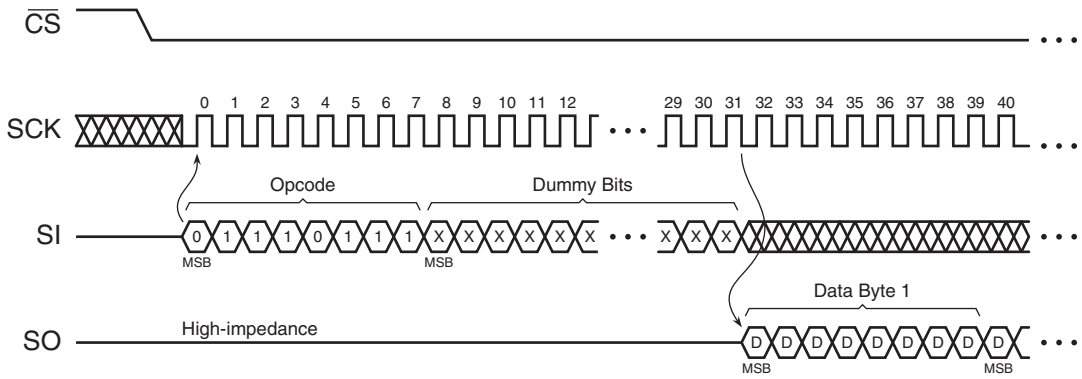 CS
0 1 2 3 4 5 6 7 8 9 10 11 12 29 30 31 32 33 34 35 36 37 38 39 40
SCK
Opcode Dummy Bits
SI 0 1 1 1 0 1 1 1 X X X X X X X X X
MSB MSB
Data Byte 1
High-impedance
SO D D D D D D D D D
MSB MSB